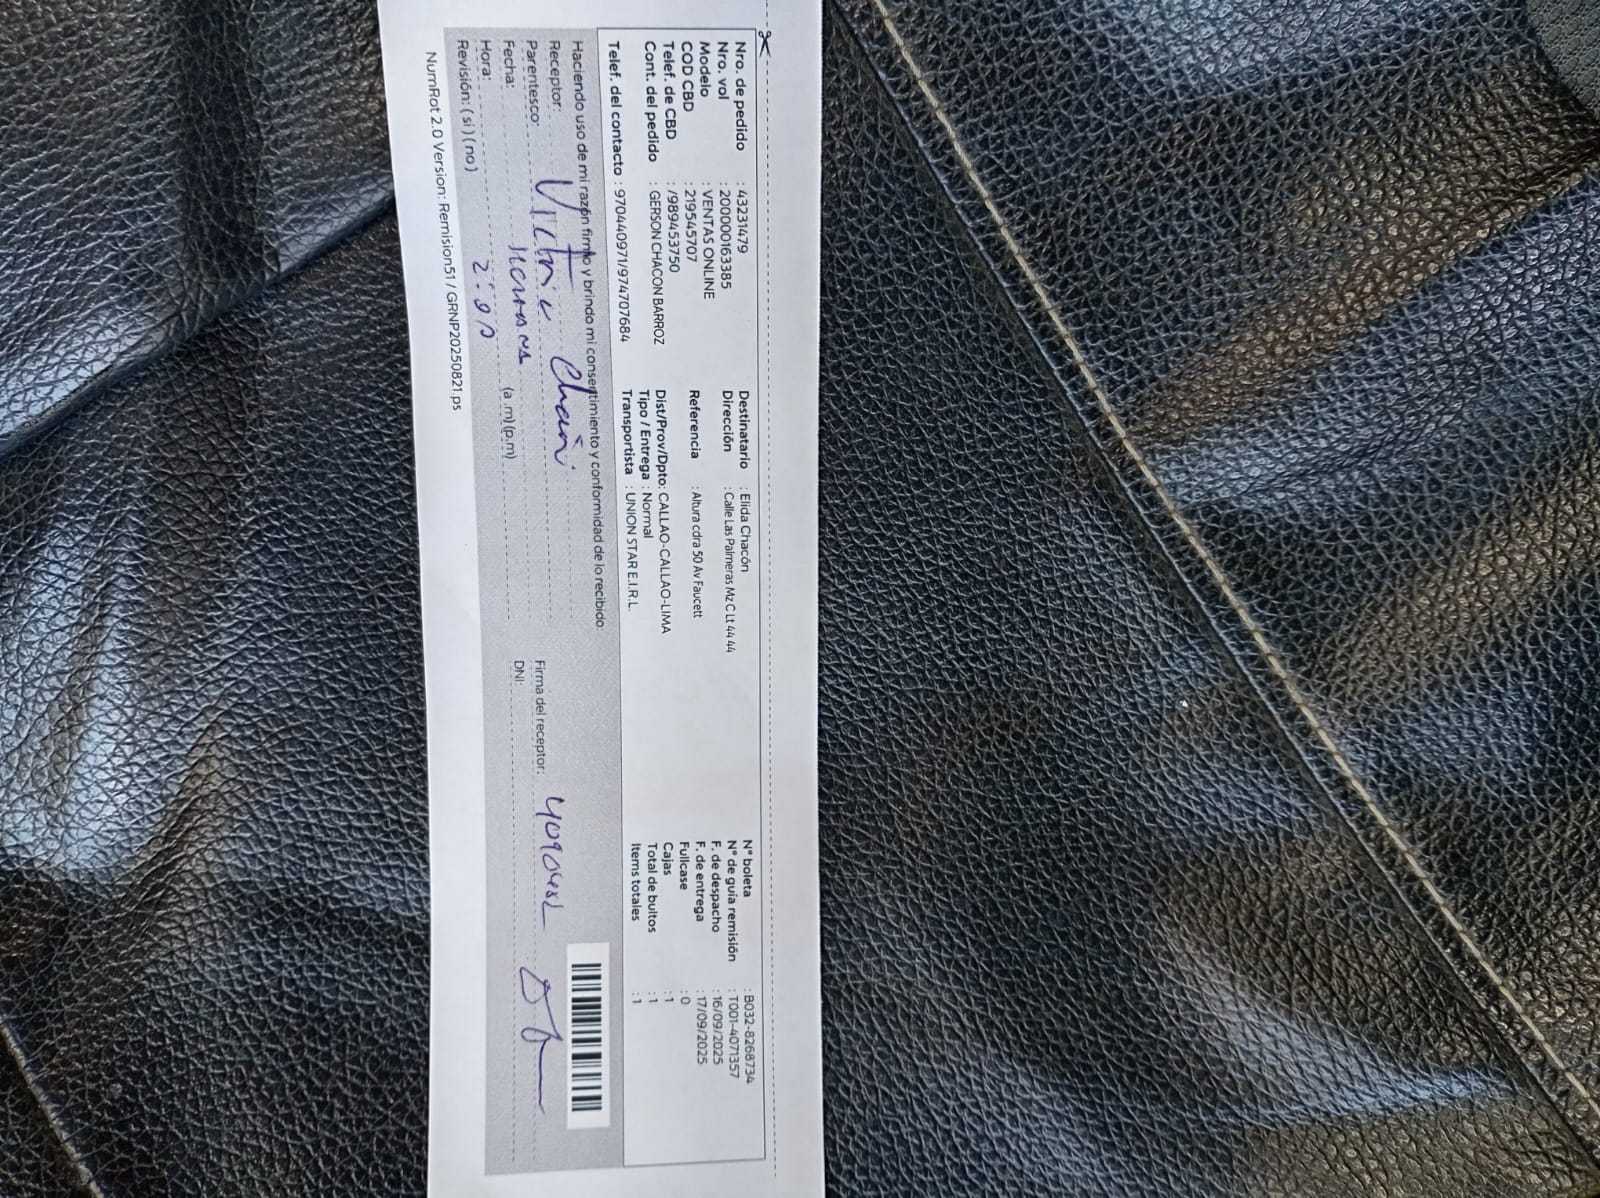 Nro. de pedido : 43231479
Nro. vol : 20000163385
Modelo : VENTAS ONLINE
COD CBD : 219545707
Telef. de CBD : /989453750
Cont. del pedido : GERSON CHACON BARROZ
Telef. del contacto : 970440971/974707684
Destinatario : Elida Chacón
Dirección : Calle Las Palmeras Mz C Lt 44 44
Referencia : Altura cdra 50 Av Faucett
Dist/Prov/Dpto: CALLAO-CALLAO-LIMA
Tipo / Entrega : Normal
Transportista : UNION STAR E.I.R.L.
N° boleta : B032-8268734
N° de guía remisión : T001-4071357
F. de despacho : 16/09/2025
F. de entrega : 17/09/2025
Fullcase : 0
Cajas : 1
Total de bultos : 1
Items totales : 1
Haciendo uso de mi razón firmo y brindo mi consentimiento y conformidad de lo recibido:
Receptor:
Parentesco: Hermana
Fecha:
Hora: (a .m) (p.m)
Revisión: ( si ) ( no )
Firma del receptor:
DNI:
NumRot 2.0 Version: Remision51 / GRNP20250821.ps